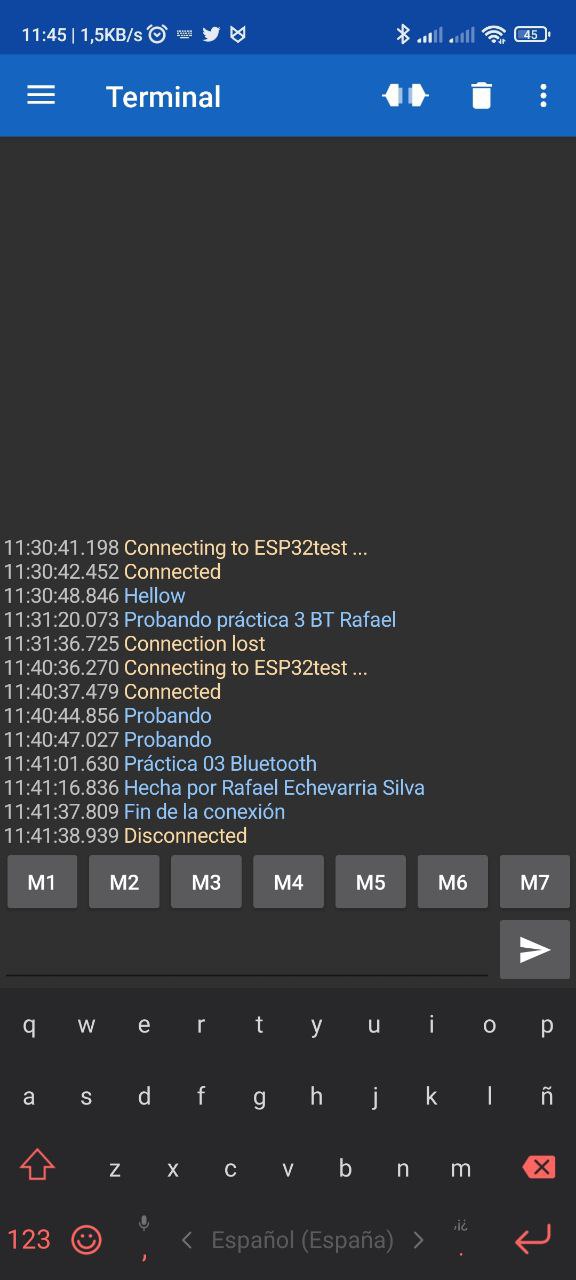 11:45 | 1,5KB/s
45
Terminal
11:30:41.198 Connecting to ESP32test ...
11:30:42.452 Connected
11:30:48.846 Hellow
11:31:20.073 Probando práctica 3 BT Rafael
11:31:36.725 Connection lost
11:40:36.270 Connecting to ESP32test ...
11:40:37.479 Connected
11:40:44.856 Probando
11:40:47.027 Probando
11:41:01.630 Práctica 03 Bluetooth
11:41:16.836 Hecha por Rafael Echevarria Silva
11:41:37.809 Fin de la conexión
11:41:38.939 Disconnected
M1 M2 M3 M4 M5 M6 M7
q w e r t y u i o p
a s d f g h j k l ñ
z x c v b n m
123 , < Español (España) > ,¡¿ .